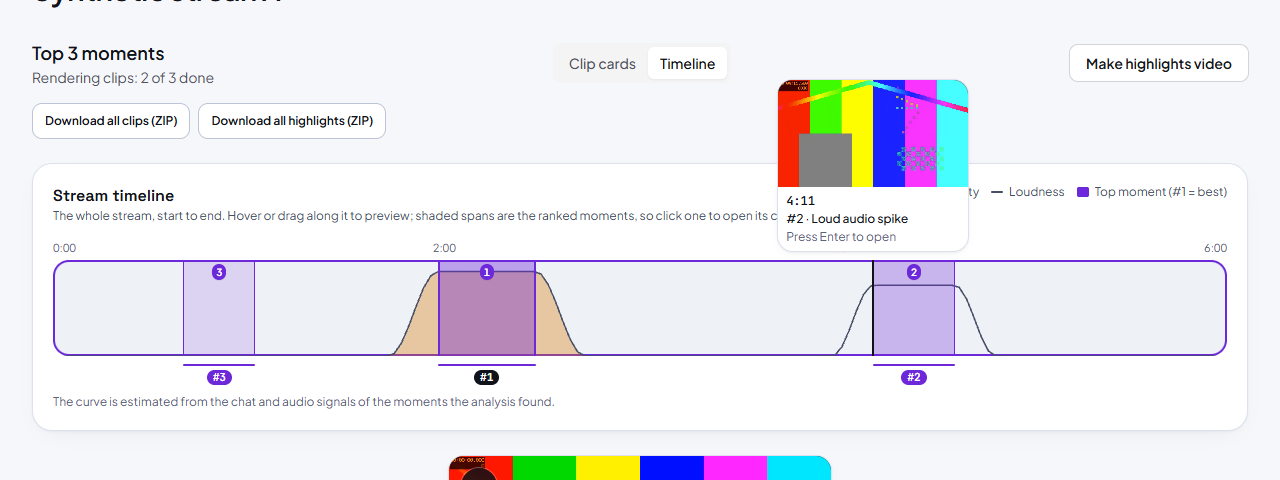 Top 3 moments
Rendering clips: 2 of 3 done
Clip cards
Timeline
Make highlights video
Download all clips (ZIP)
Download all highlights (ZIP)
Stream timeline
Loudness
Top moment (#1 = best)
The whole stream, start to end. Hover or drag along it to preview; shaded spans are the ranked moments, so click one to open its
4:11
#2 · Loud audio spike
Press Enter to open
0:00
2:00
6:00
3
1
2
#3
#1
#2
The curve is estimated from the chat and audio signals of the moments the analysis found.